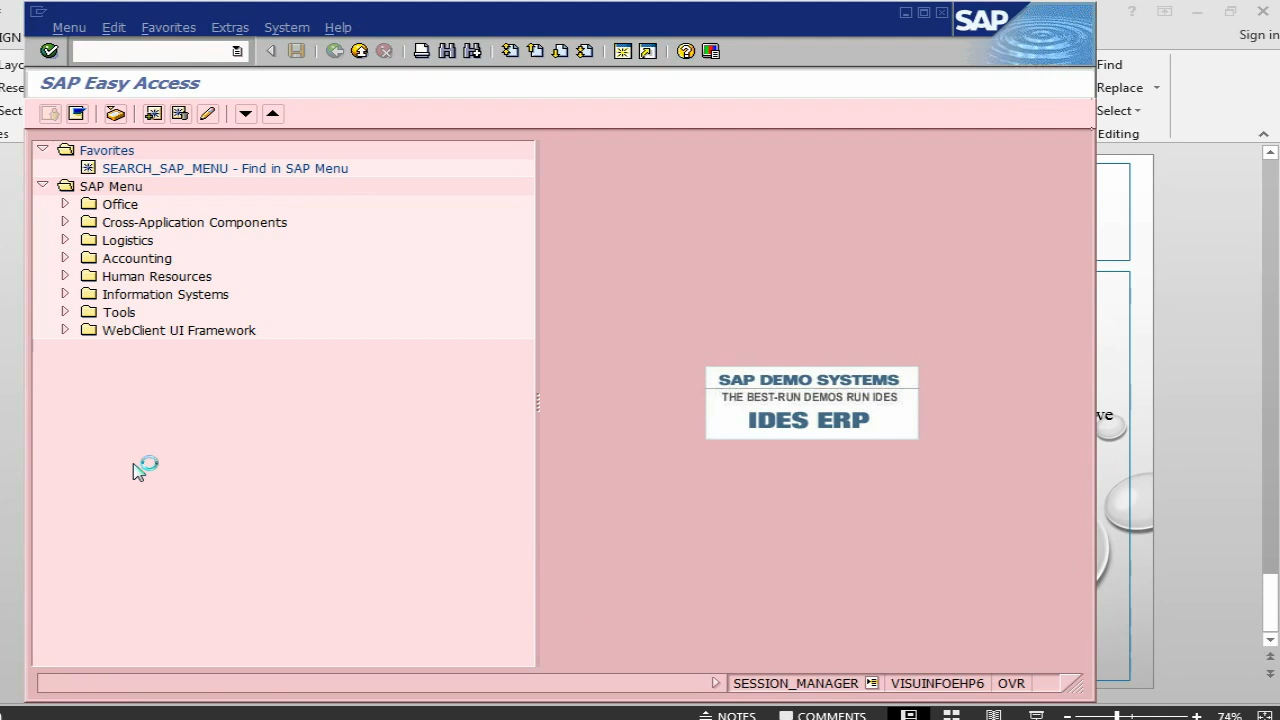 Menu Edit Favorites Extras System Help
SAP
Sign in
SAP Easy Access
Find
Replace
Select
Editing
Favorites
SEARCH_SAP_MENU - Find in SAP Menu
SAP Menu
Office
Cross-Application Components
Logistics
Accounting
Human Resources
Information Systems
Tools
WebClient UI Framework
SAP DEMO SYSTEMS
THE BEST-RUN DEMOS RUN IDES
IDES ERP
SESSION_MANAGER VISUINFOEHP6 OVR
NOTES COMMENTS 74%